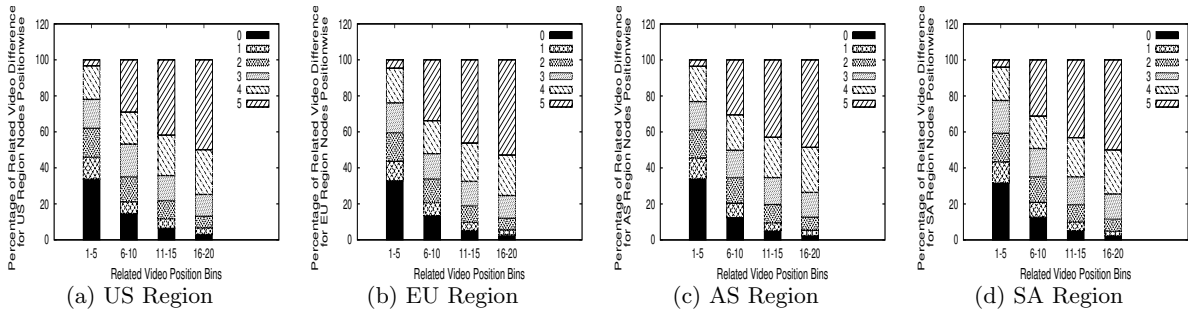 Percentage of Related Video Difference
for US Region Nodes Positionwise
120
100
80
60
40
20
0
0
1
2
3
4
5
1-5 6-10 11-15 16-20
Related Video Position Bins
(a) US Region
Percentage of Related Video Difference
for EU Region Nodes Positionwise
120
100
80
60
40
20
0
0
1
2
3
4
5
1-5 6-10 11-15 16-20
Related Video Position Bins
(b) EU Region
Percentage of Related Video Difference
for AS Region Nodes Positionwise
120
100
80
60
40
20
0
0
1
2
3
4
5
1-5 6-10 11-15 16-20
Related Video Position Bins
(c) AS Region
Percentage of Related Video Difference
for SA Region Nodes Positionwise
120
100
80
60
40
20
0
0
1
2
3
4
5
1-5 6-10 11-15 16-20
Related Video Position Bins
(d) SA Region